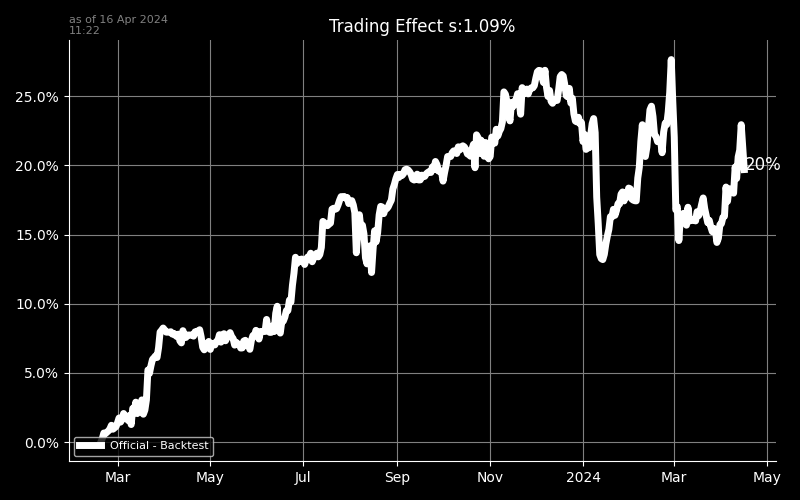 as of 16 Apr 2024
11:22
Trading Effect s:1.09%
25.0%
20.0%
20%
15.0%
10.0%
5.0%
0.0%
Official - Backtest
Mar May Jul Sep Nov 2024 Mar May